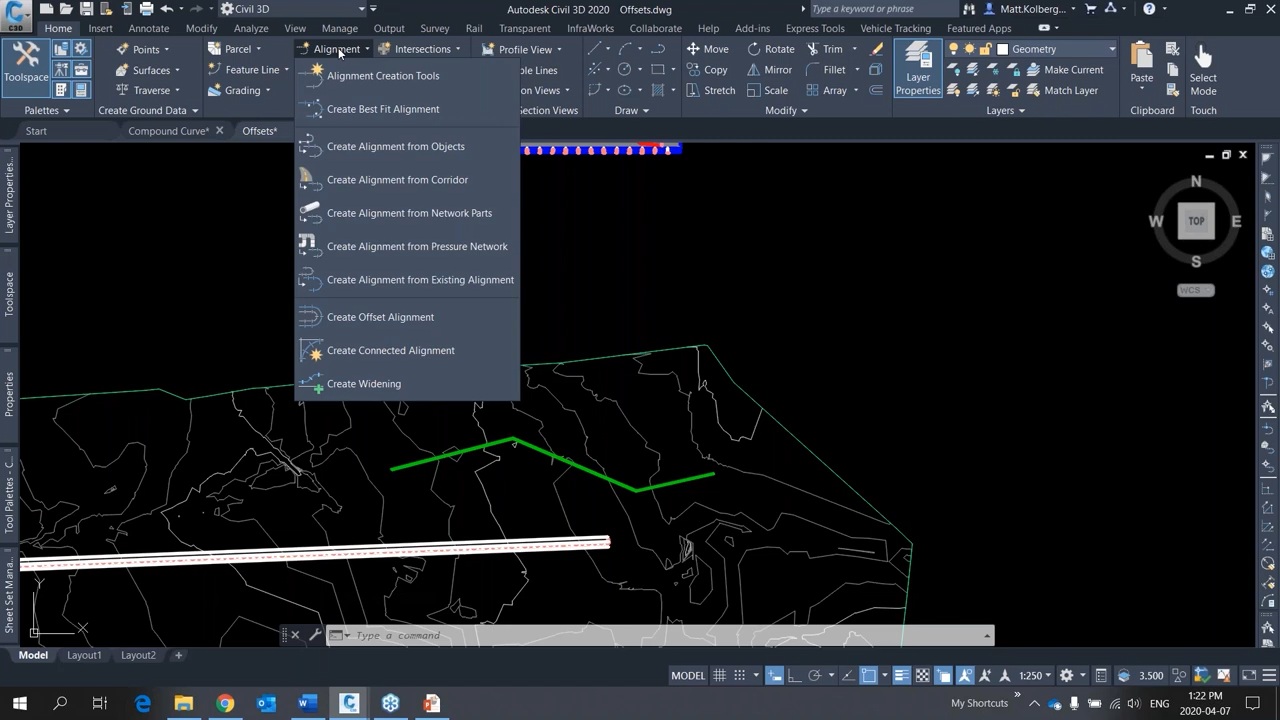 C3D
Civil 3D
Autodesk Civil 3D 2020 Offsets.dwg
Type a keyword or phrase
Matt.Kolberg...
Home Insert Annotate Modify Analyze View Manage Output Survey Rail Transparent InfraWorks Collaborate Help Add-ins Express Tools Featured Apps
Toolspace
Palettes
Points
Surfaces
Traverse
Create Ground Data
Parcel
Feature Line
Grading
Alignment
Intersections
Profile View
Move
Rotate
Trim
Copy
Mirror
Fillet
Stretch
Scale
Array
Draw
Modify
Layer Properties
Geometry
Make Current
Match Layer
Layers
Paste
Clipboard
Select Mode
Touch
Start
Compound Curve*
Offsets*
Alignment Creation Tools
Create Best Fit Alignment
Create Alignment from Objects
Create Alignment from Corridor
Create Alignment from Network Parts
Create Alignment from Pressure Network
Create Alignment from Existing Alignment
Create Offset Alignment
Create Connected Alignment
Create Widening
Layer Properties...
Toolspace
Properties
Tool Palettes - C...
Sheet Set Mana...
N
W
TOP
E
S
WCS
Y
X
Type a command
Model Layout1 Layout2 +
MODEL
1:250
3.500
My Shortcuts
ENG
1:22 PM
2020-04-07